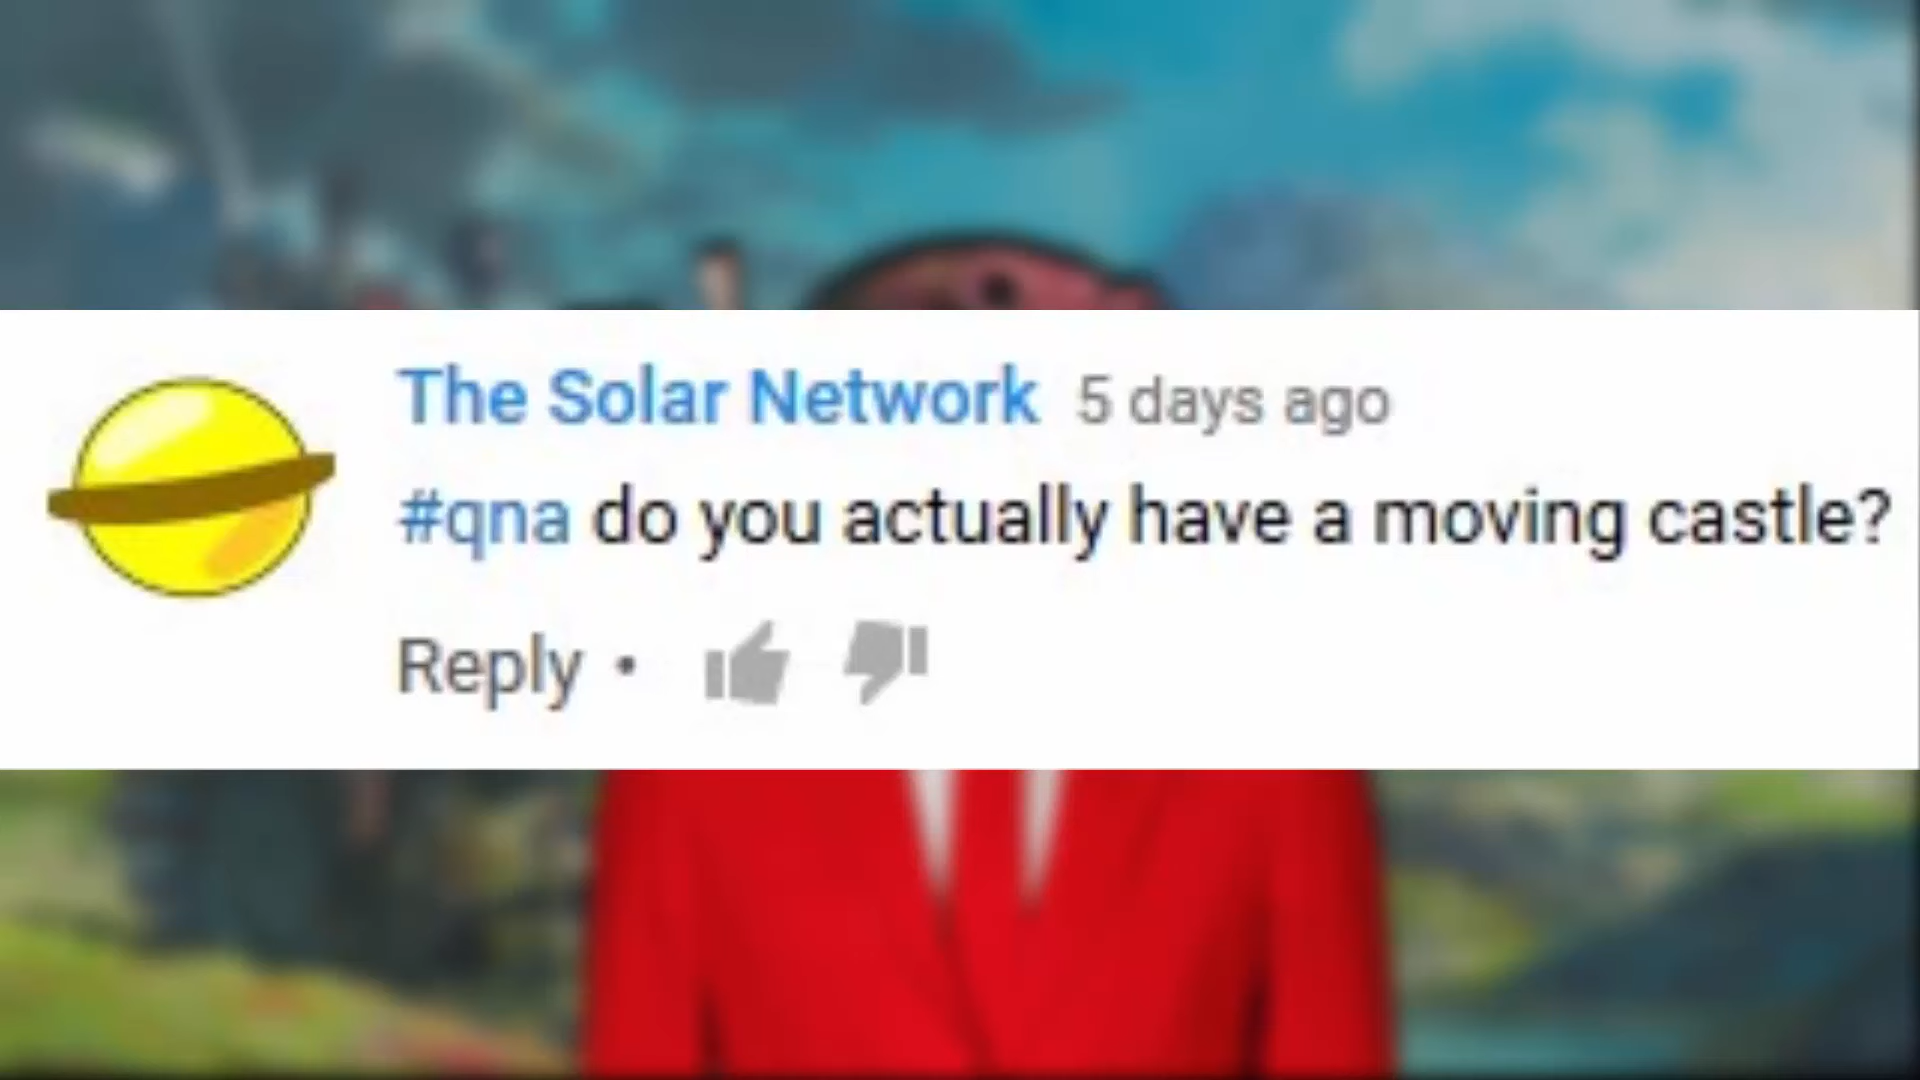 The Solar Network 5 days ago
#qna do you actually have a moving castle?
Reply •